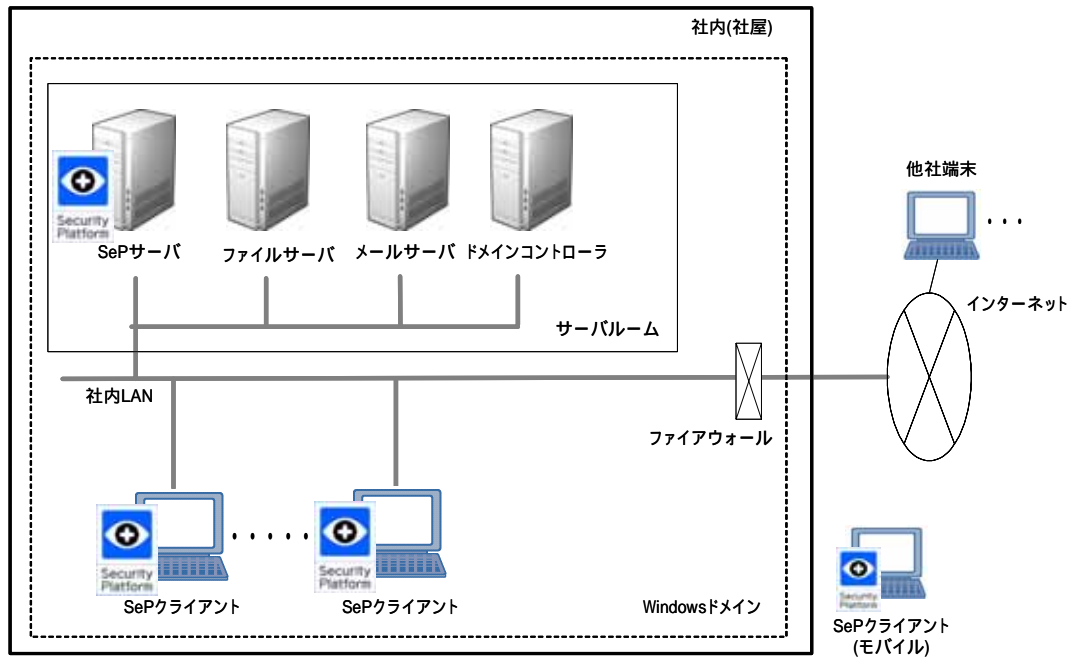 社内(社屋)
Security
Platform
SePサーバ
ファイルサーバ
メールサーバ
ドメインコントローラ
サーバルーム
他社端末
・・・
インターネット
社内LAN
ファイアウォール
Security
Platform
SePクライアント
・・・・・
Security
Platform
SePクライアント
Windowsドメイン
Security
Platform
SePクライアント
(モバイル)